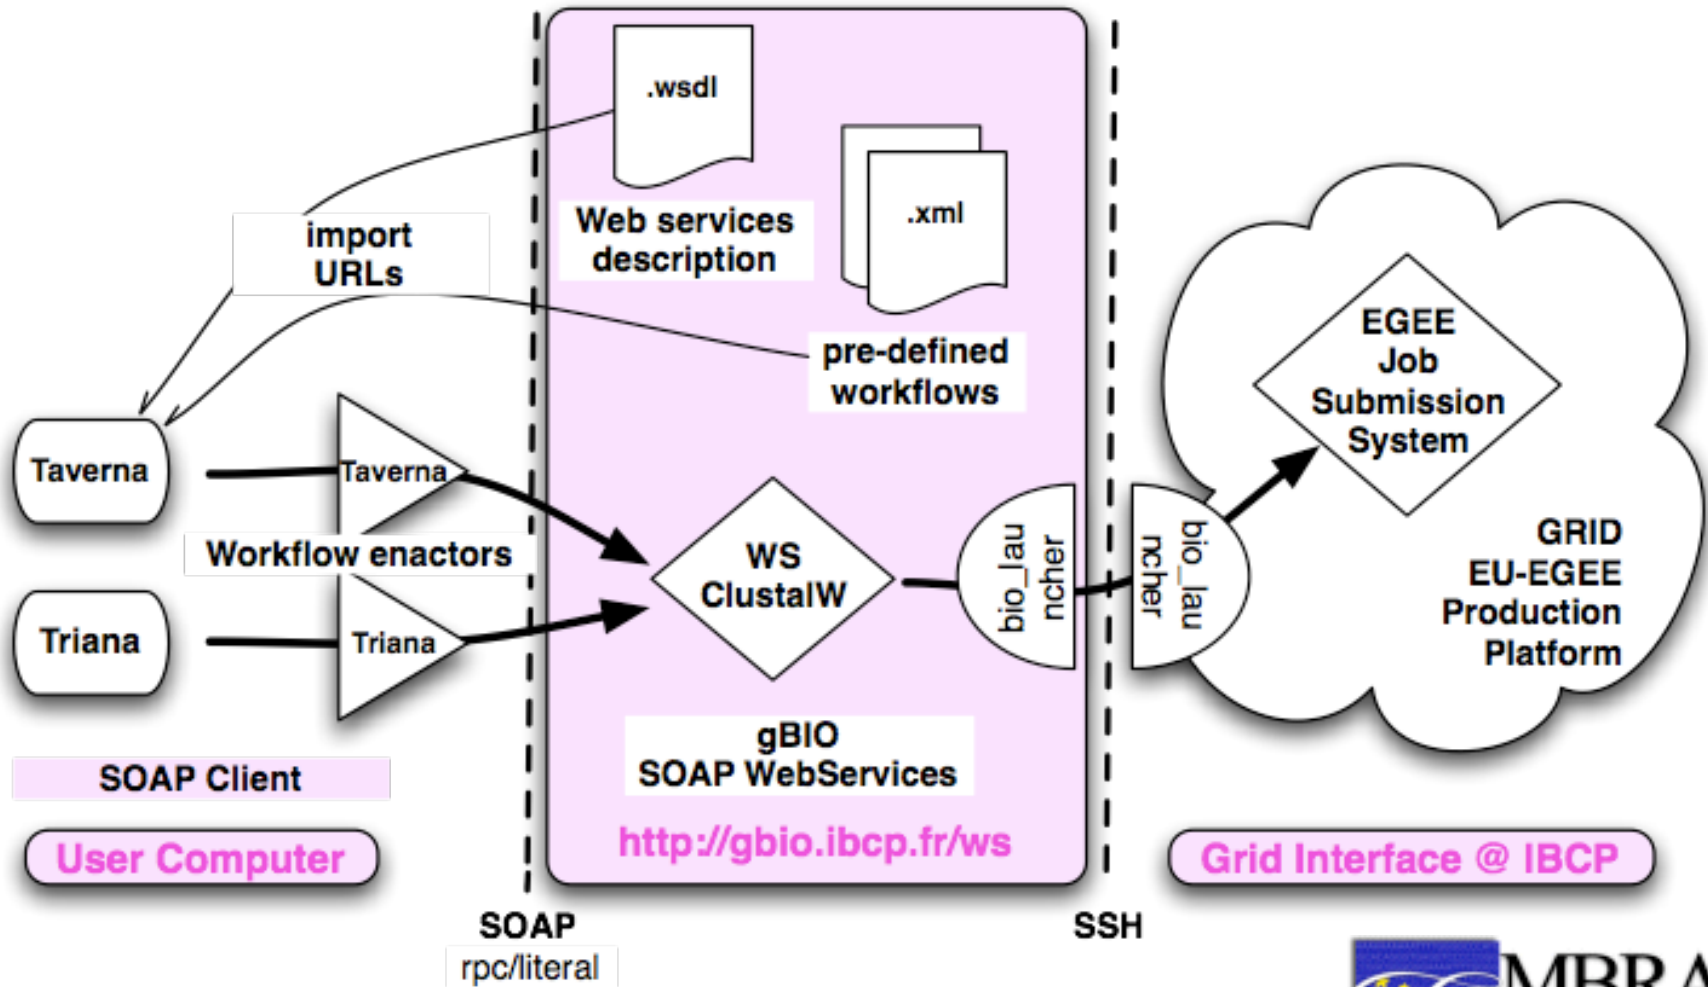 .wsdl
Web services
description
.xml
pre-defined
workflows
import
URLs
Taverna
Taverna
Workflow enactors
Triana
Triana
WS
ClustalW
bio_lau
ncher
bio_lau
ncher
EGEE
Job
Submission
System
GRID
EU-EGEE
Production
Platform
gBIO
SOAP WebServices
http://gbio.ibcp.fr/ws
SOAP Client
User Computer
Grid Interface @ IBCP
SOAP
rpc/literal
SSH
MBRA